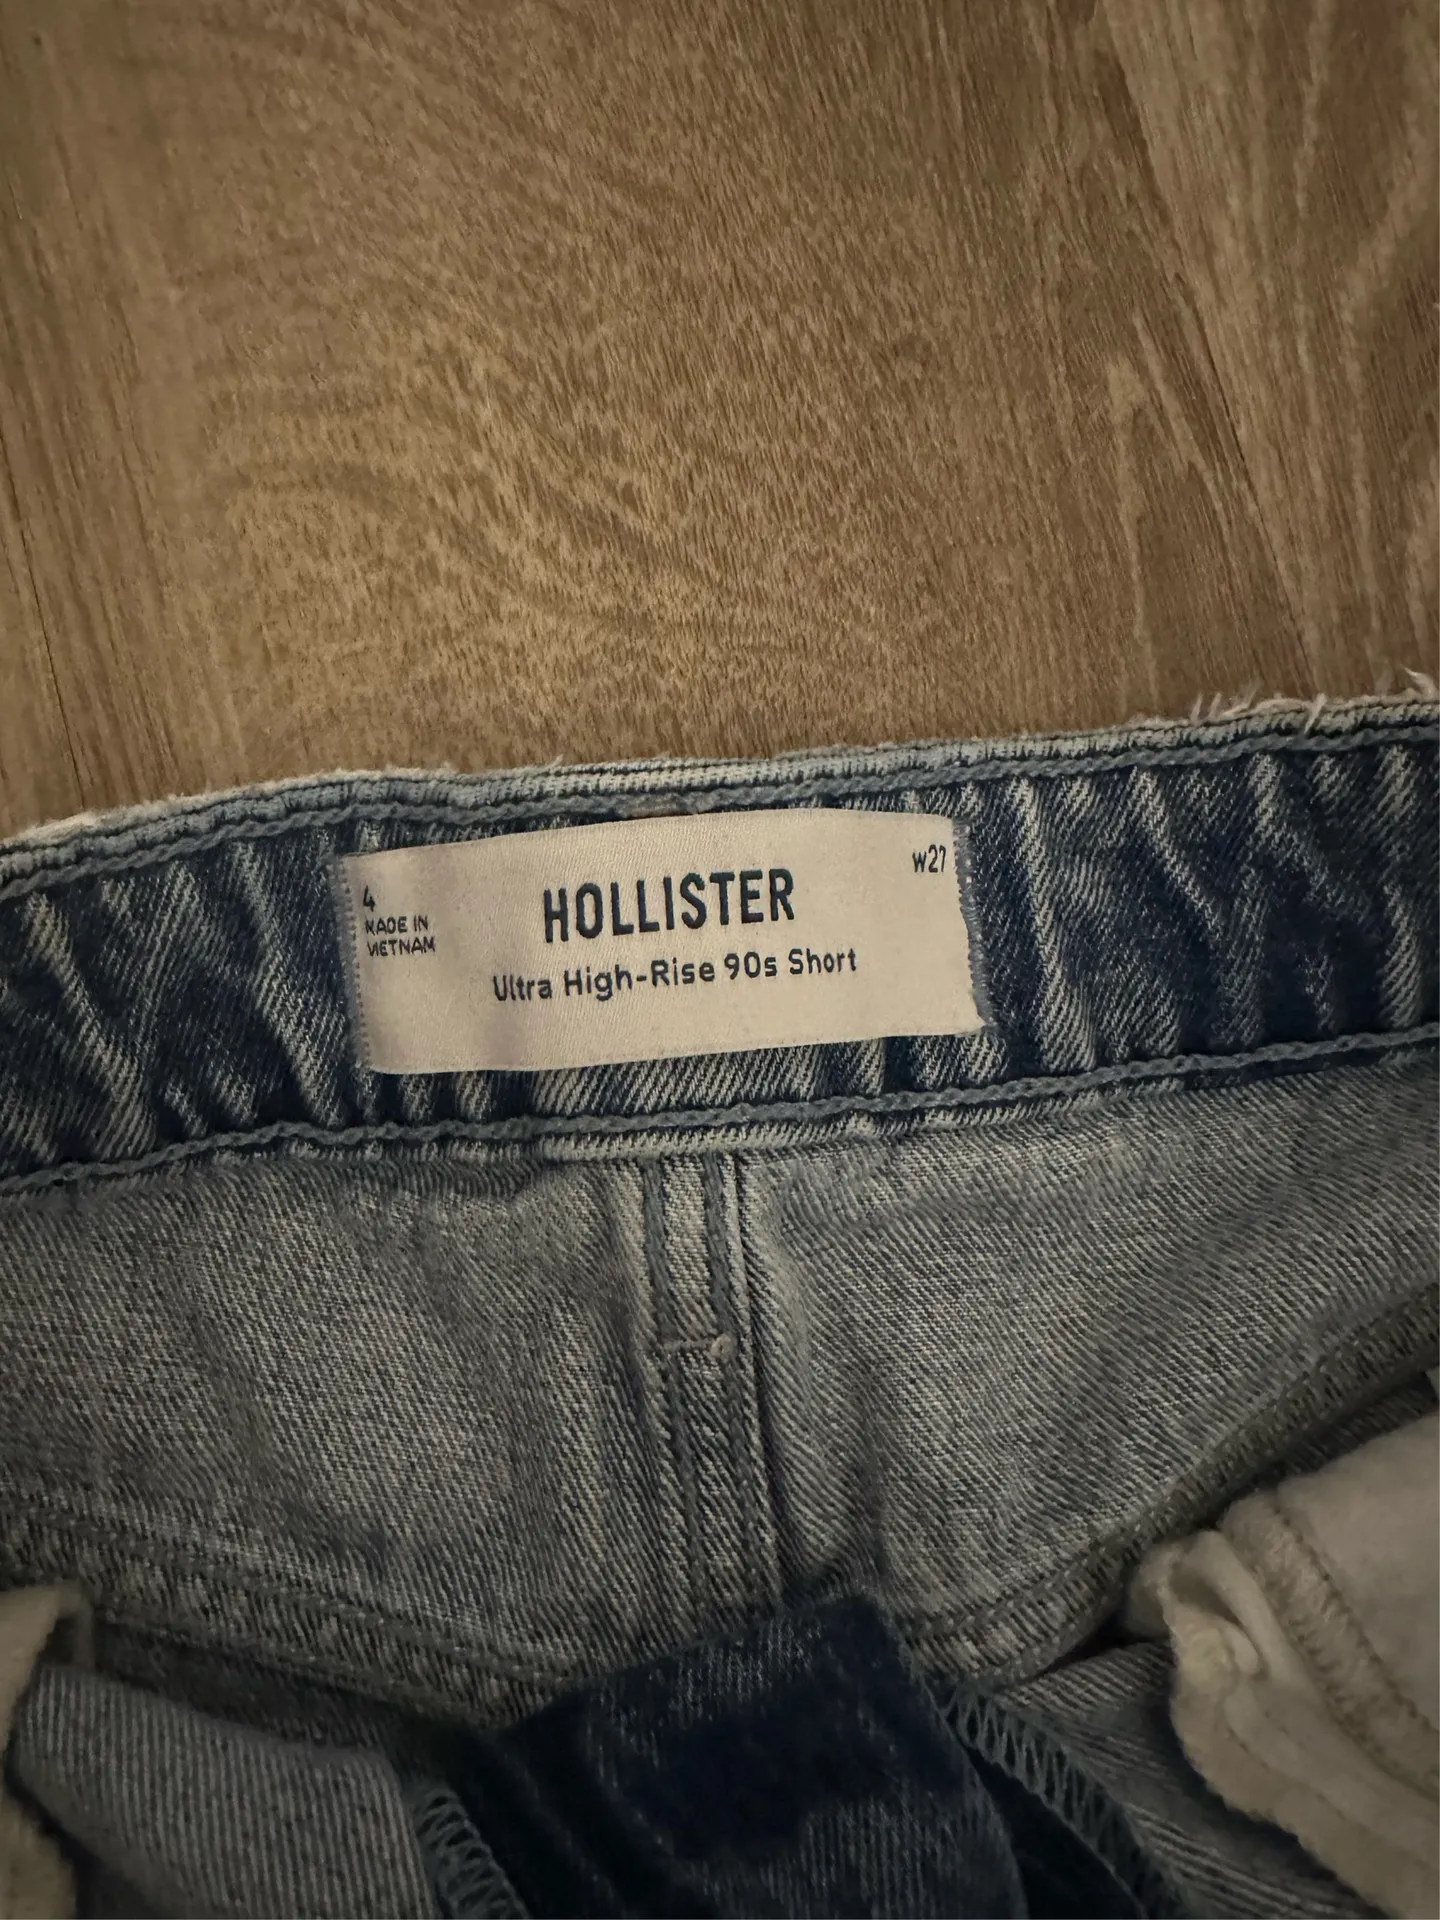 4
MADE IN
VIETNAM
HOLLISTER
Ultra High-Rise 90s Short
w27